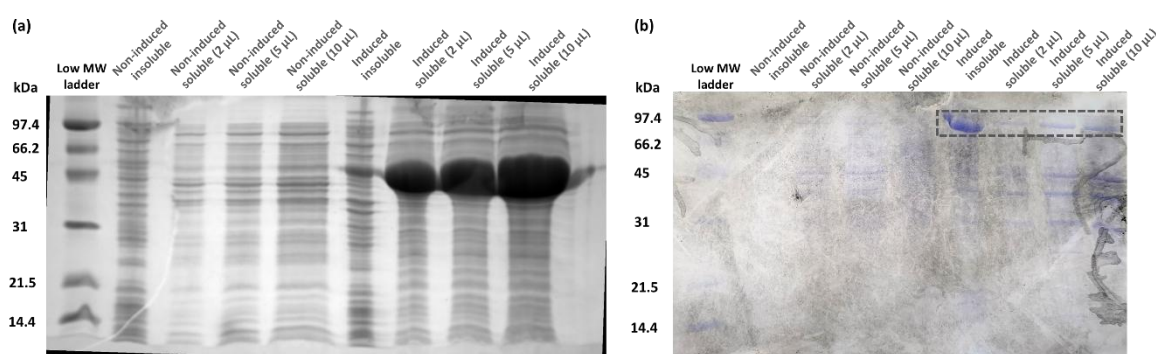 (a)
Low MW
ladder
Non-induced
insoluble
Non-induced
soluble (2 µL)
Non-induced
soluble (5 µL)
Non-induced
soluble (10 µL)
Induced
insoluble
Induced
soluble (2 µL)
Induced
soluble (5 µL)
Induced
soluble (10 µL)
kDa
97.4
66.2
45
31
21.5
14.4
(b)
Low MW
ladder
Non-induced
insoluble
Non-induced
soluble (2 µL)
Non-induced
soluble (5 µL)
Non-induced
soluble (10 µL)
Induced
insoluble
Induced
soluble (2 µL)
Induced
soluble (5 µL)
Induced
soluble (10 µL)
kDa
97.4
66.2
45
31
21.5
14.4